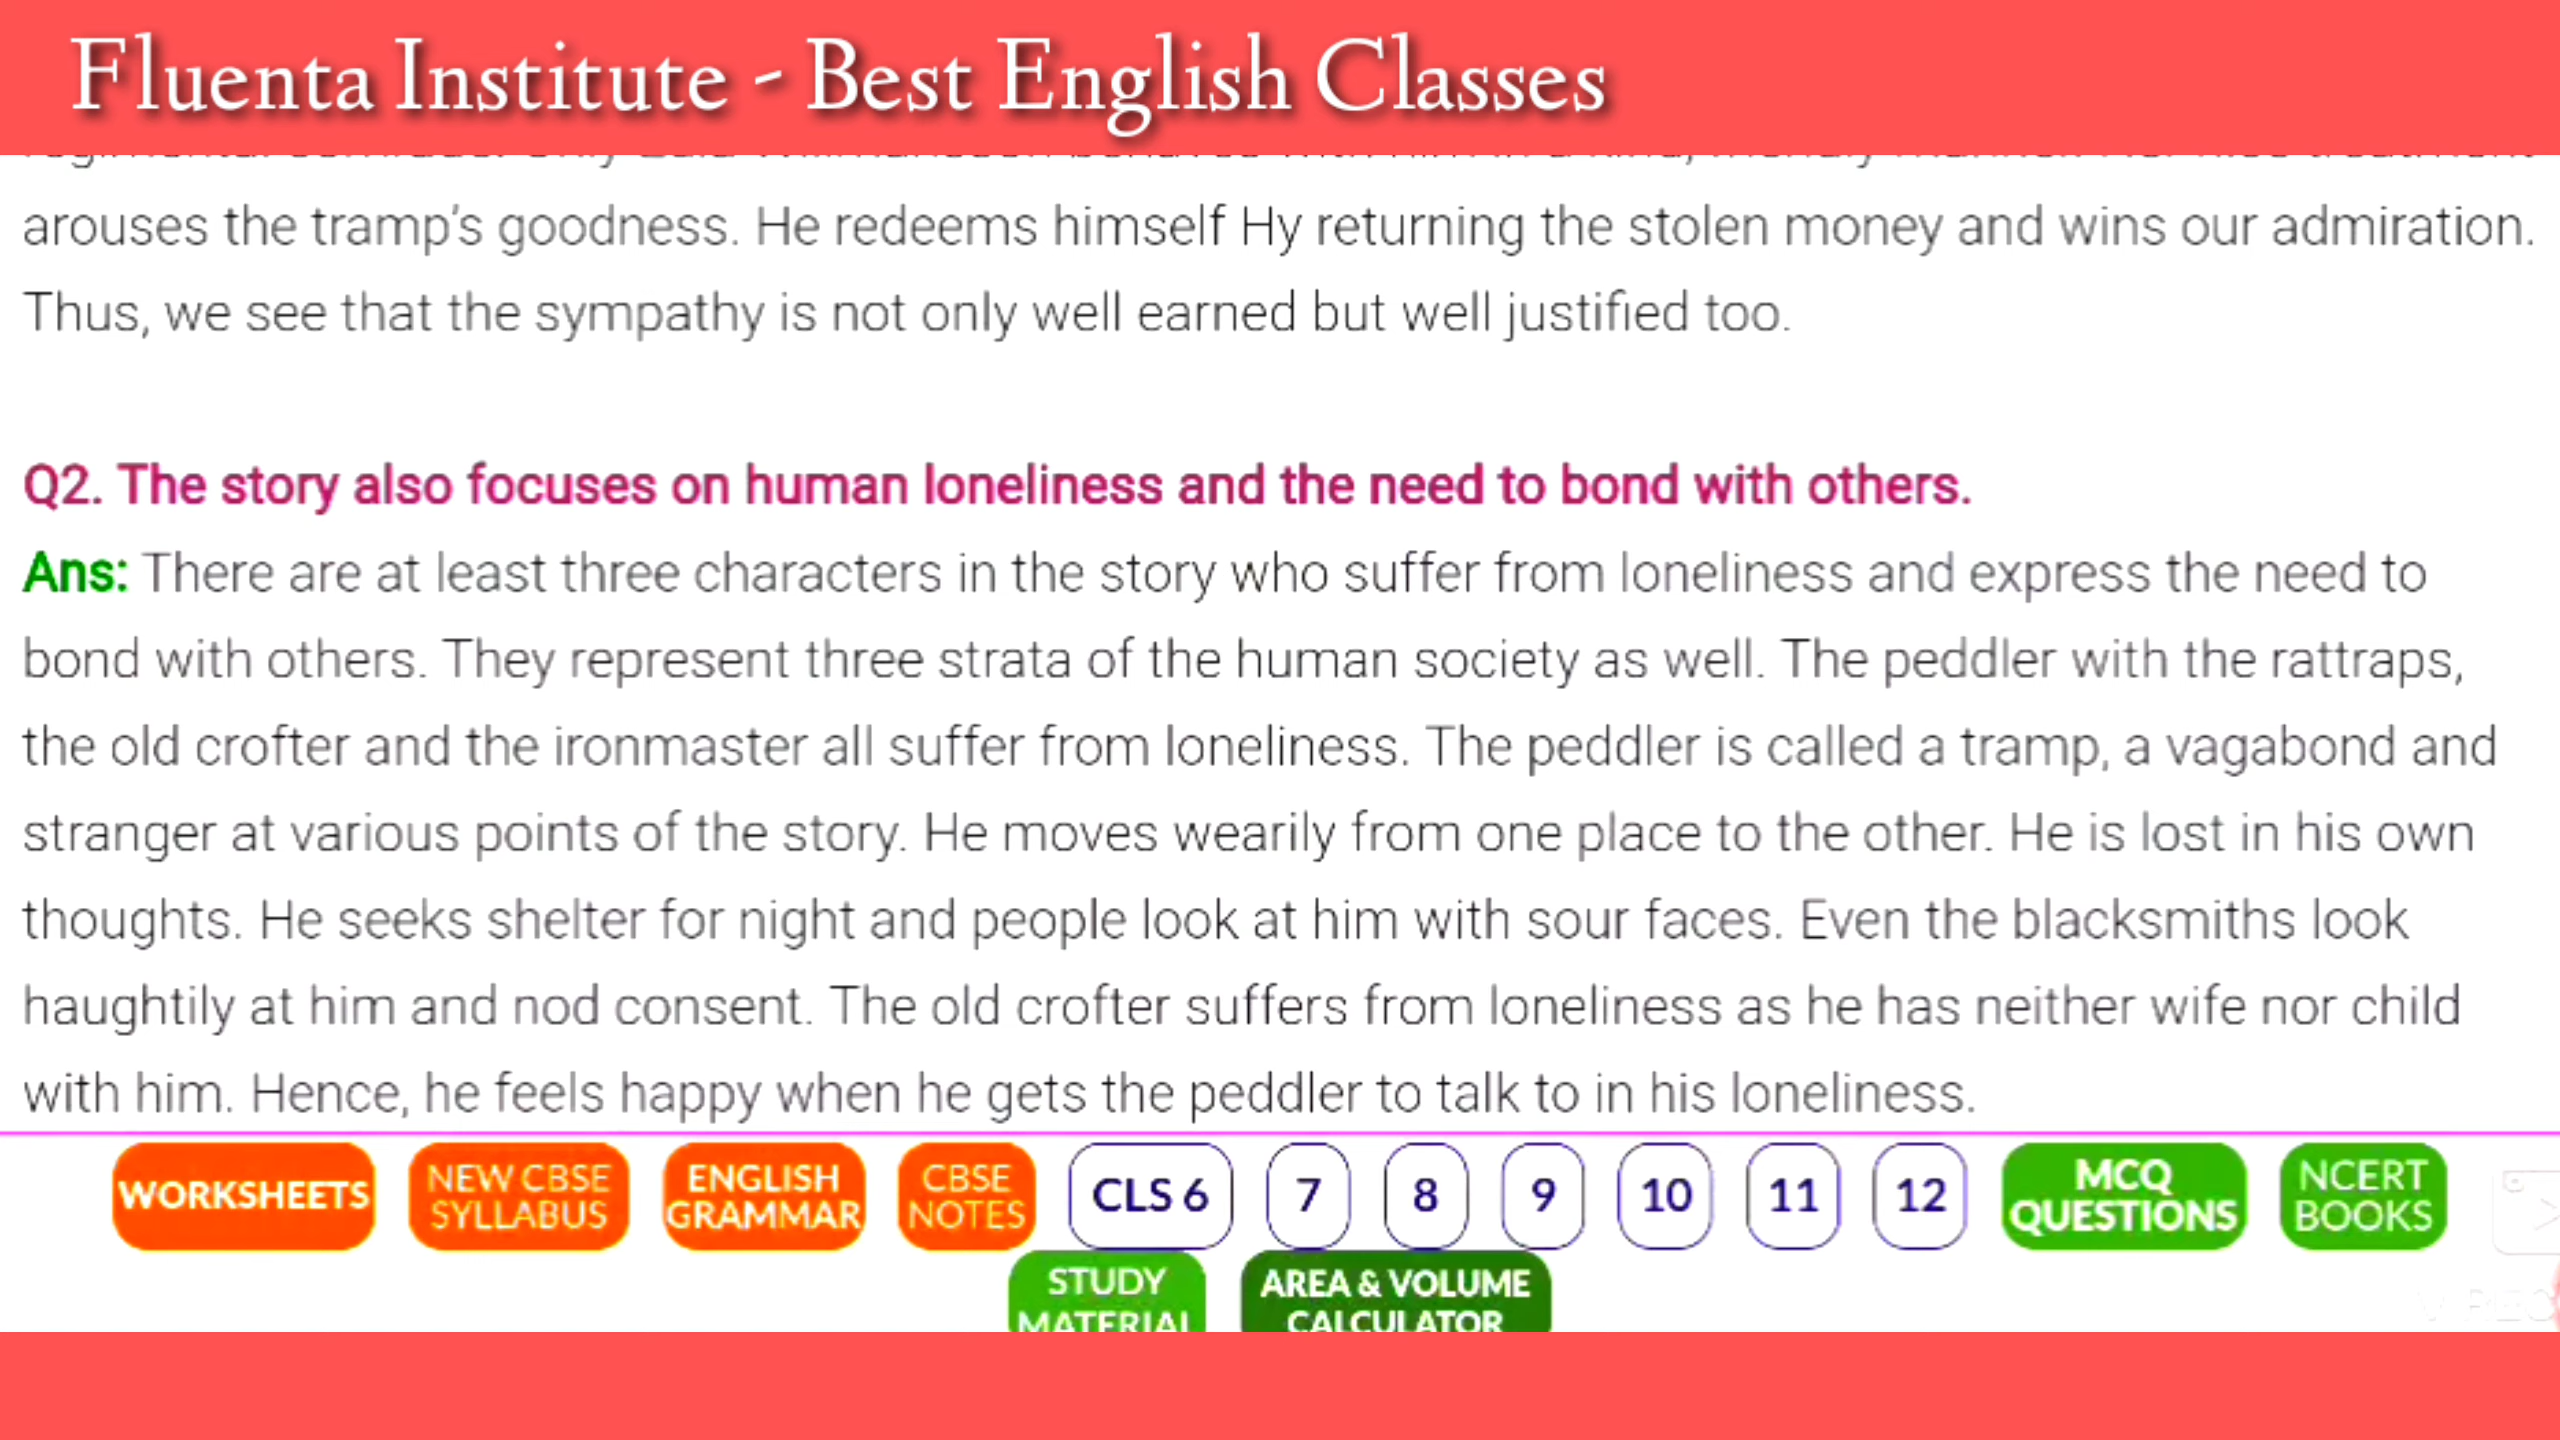 Fluenta Institute - Best English Classes
arouses the tramp's goodness. He redeems himself Hy returning the stolen money and wins our admiration.
Thus, we see that the sympathy is not only well earned but well justified too.
Q2. The story also focuses on human loneliness and the need to bond with others.
Ans: There are at least three characters in the story who suffer from loneliness and express the need to
bond with others. They represent three strata of the human society as well. The peddler with the rattraps,
the old crofter and the ironmaster all suffer from loneliness. The peddler is called a tramp, a vagabond and
stranger at various points of the story. He moves wearily from one place to the other. He is lost in his own
thoughts. He seeks shelter for night and people look at him with sour faces. Even the blacksmiths look
haughtily at him and nod consent. The old crofter suffers from loneliness as he has neither wife nor child
with him. Hence, he feels happy when he gets the peddler to talk to in his loneliness.
WORKSHEETS NEW CBSE SYLLABUS ENGLISH GRAMMAR CBSE NOTES CLS 6 7 8 9 10 11 12 MCQ QUESTIONS NCERT BOOKS
STUDY MATERIAL AREA & VOLUME CALCULATOR